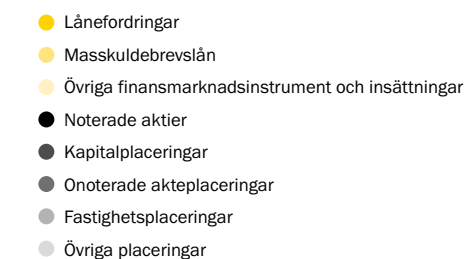 Lånefordringar
Masskuldebrevslån
Övriga finansmarknadsinstrument och insättningar
Noterade aktier
Kapitalplaceringar
Onoterade akteplaceringar
Fastighetsplaceringar
Övriga placeringar